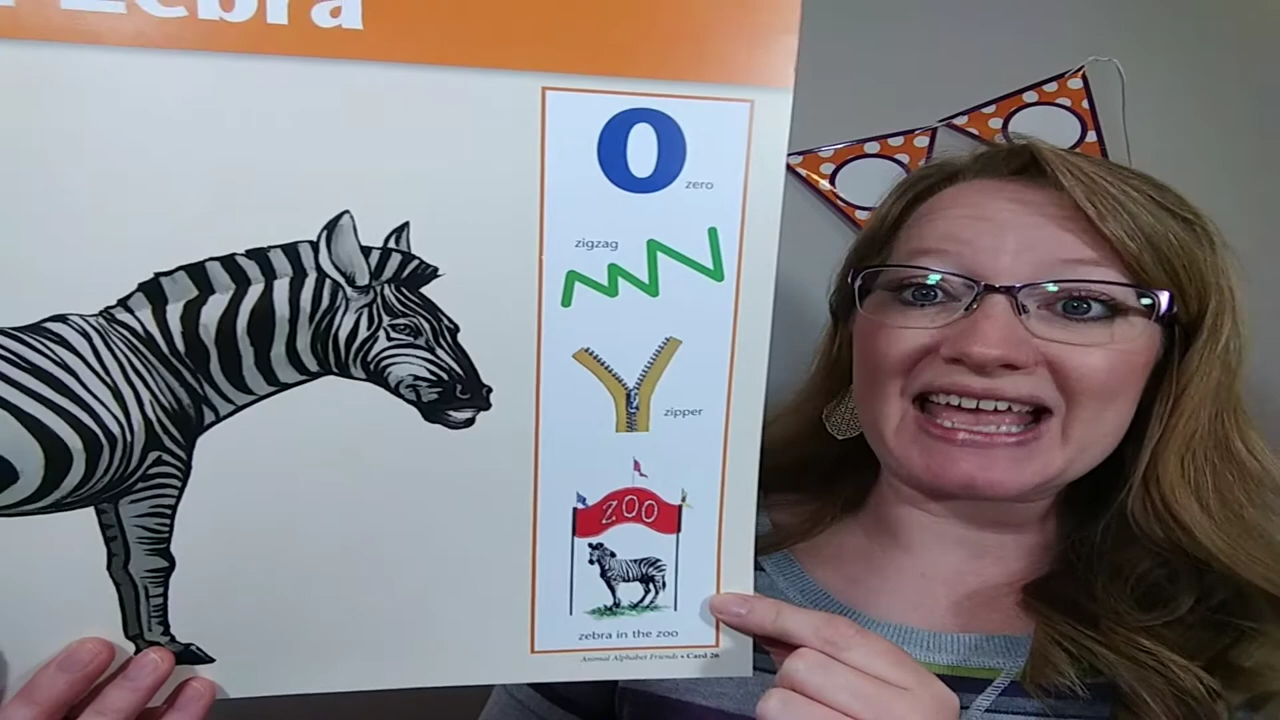 Zebra
0
zero
zigzag
zipper
ZOO
zebra in the zoo
Animal Alphabet Friends • Card 26